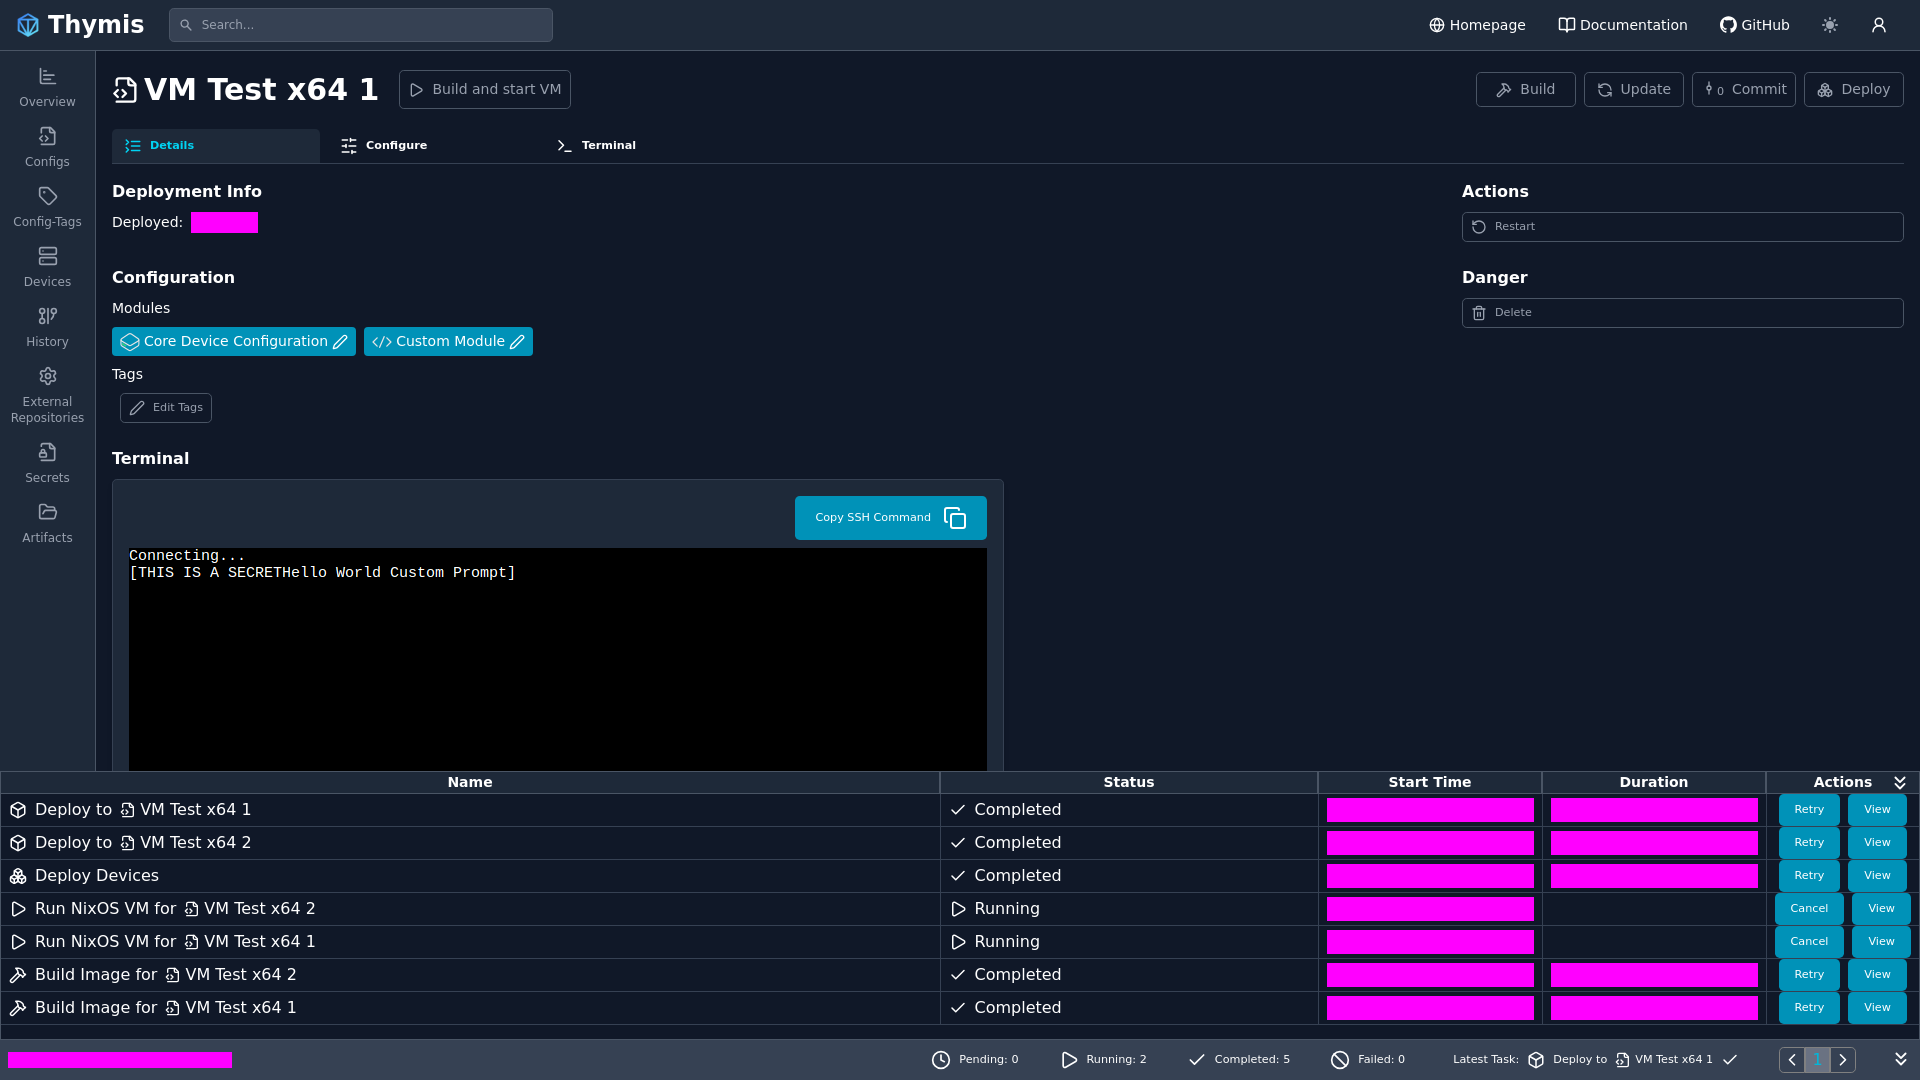 Thymis
Search...
Homepage
Documentation
GitHub
Overview
Configs
Config-Tags
Devices
History
External
Repositories
Secrets
Artifacts
VM Test x64 1
Build and start VM
Build
Update
0 Commit
Deploy
Details
Configure
Terminal
Deployment Info
Deployed:
Configuration
Modules
Core Device Configuration
Custom Module
Tags
Edit Tags
Actions
Restart
Danger
Delete
Terminal
Copy SSH Command
Connecting...
[THIS IS A SECRETHello World Custom Prompt]
Name Status Start Time Duration Actions
Deploy to VM Test x64 1 Completed Retry View
Deploy to VM Test x64 2 Completed Retry View
Deploy Devices Completed Retry View
Run NixOS VM for VM Test x64 2 Running Cancel View
Run NixOS VM for VM Test x64 1 Running Cancel View
Build Image for VM Test x64 2 Completed Retry View
Build Image for VM Test x64 1 Completed Retry View
Pending: 0 Running: 2 Completed: 5 Failed: 0 Latest Task: Deploy to VM Test x64 1 1